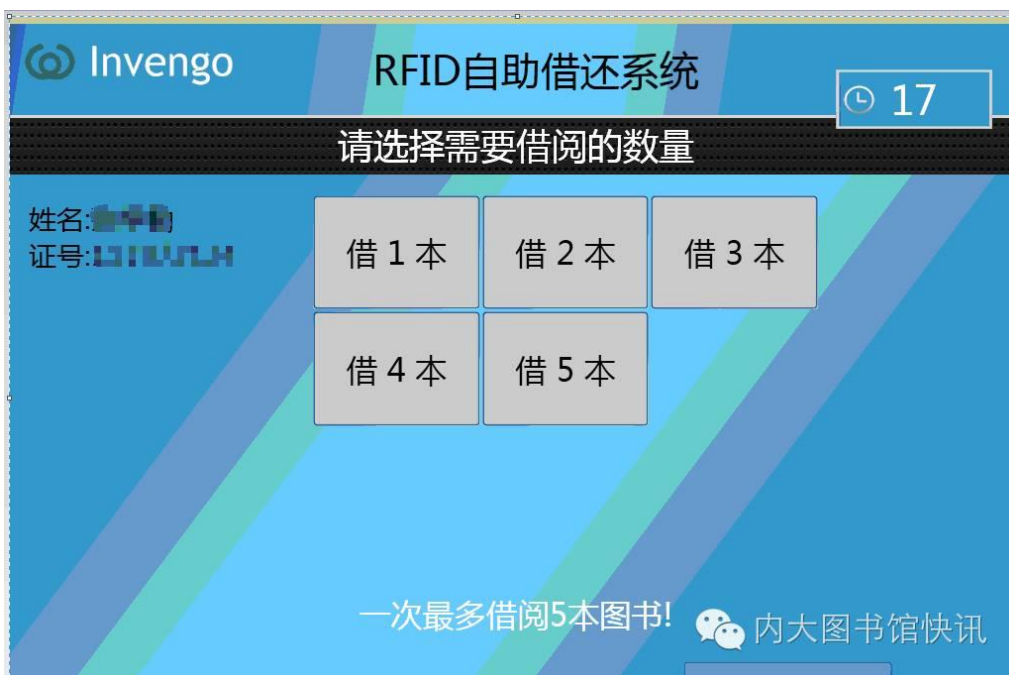 Invengo
RFID自助借还系统
17
请选择需要借阅的数量
姓名:
证号:
借 1 本
借 2 本
借 3 本
借 4 本
借 5 本
一次最多借阅5本图书!
内大图书馆快讯